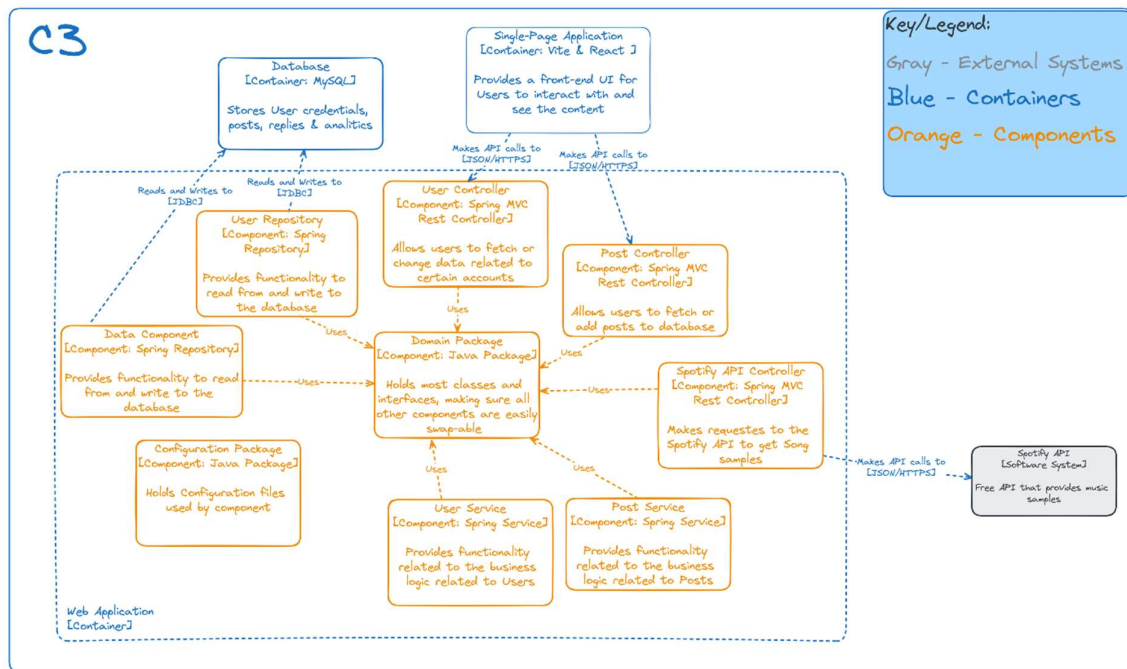 C3
Key/Legend:
Gray - External Systems
Blue - Containers
Orange - Components
Database
[Container: MySQL]
Stores User credentials,
posts, replies & analitics
Single-Page Application
[Container: Vite & React ]
Provides a front-end UI for
Users to interact with and
see the content
Makes API calls to
[JSON/HTTPS]
Makes API calls to
[JSON/HTTPS]
Reads and Writes to
[JDBC]
Reads and Writes to
[JDBC]
User Controller
[Component: Spring MVC
Rest Controller]
Allows users to fetch or
change data related to
certain accounts
User Repository
[Component: Spring
Repository]
Provides functionality to
read from and write to
the database
Post Controller
[Component: Spring MVC
Rest Controller]
Allows users to fetch or
add posts to database
Uses
Uses
Uses
Data Component
[Component: Spring Repository]
Provides functionality to read
from and write to the
database
Uses
Domain Package
[Component: Java Package]
Holds most classes and
interfaces, making sure all
other components are easily
swap-able
Uses
Spotify API Controller
[Component: Spring MVC
Rest Controller]
Makes requestes to the
Spotify API to get Song
samples
Makes API calls to
[JSON/HTTPS]
Spotify API
[Software System]
Free API that provides music
samples
Configuration Package
[Component: Java Package]
Holds Configuration files
used by component
Uses
Uses
User Service
[Component: Spring Service]
Provides functionality
related to the business
logic related to Users
Post Service
[Component: Spring Service]
Provides functionality
related to the business
logic related to Posts
Web Application
[Container]